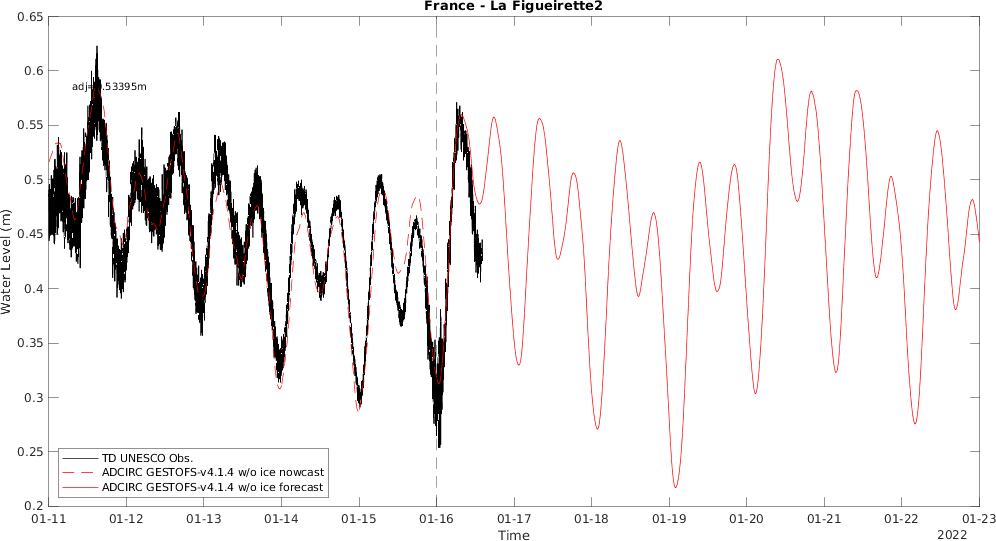 France - La Figueirette2
0.65
0.6
0.55
0.5
0.45
0.4
0.35
0.3
0.25
0.2
Water Level (m)
adj= .53395m
TD UNESCO Obs.
ADCIRC GESTOFS-v4.1.4 w/o ice nowcast
ADCIRC GESTOFS-v4.1.4 w/o ice forecast
01-11 01-12 01-13 01-14 01-15 01-16 01-17 01-18 01-19 01-20 01-21 01-22 01-23
Time
2022